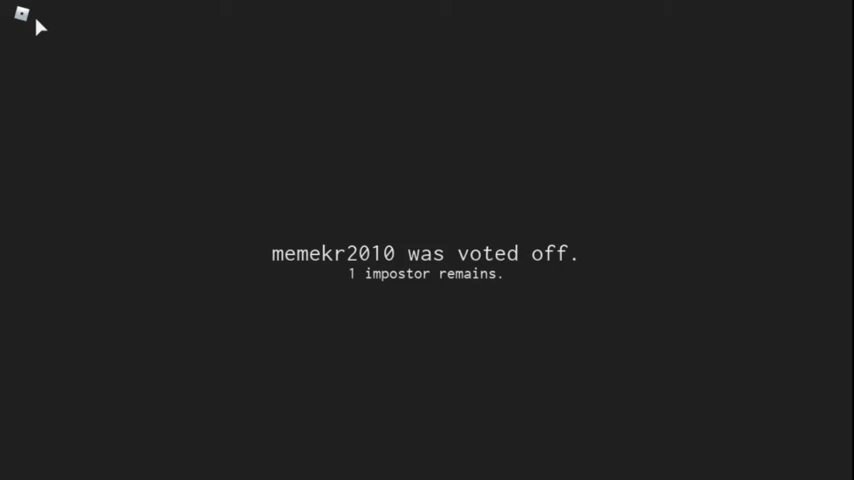 memekr2010 was voted off.
1 impostor remains.